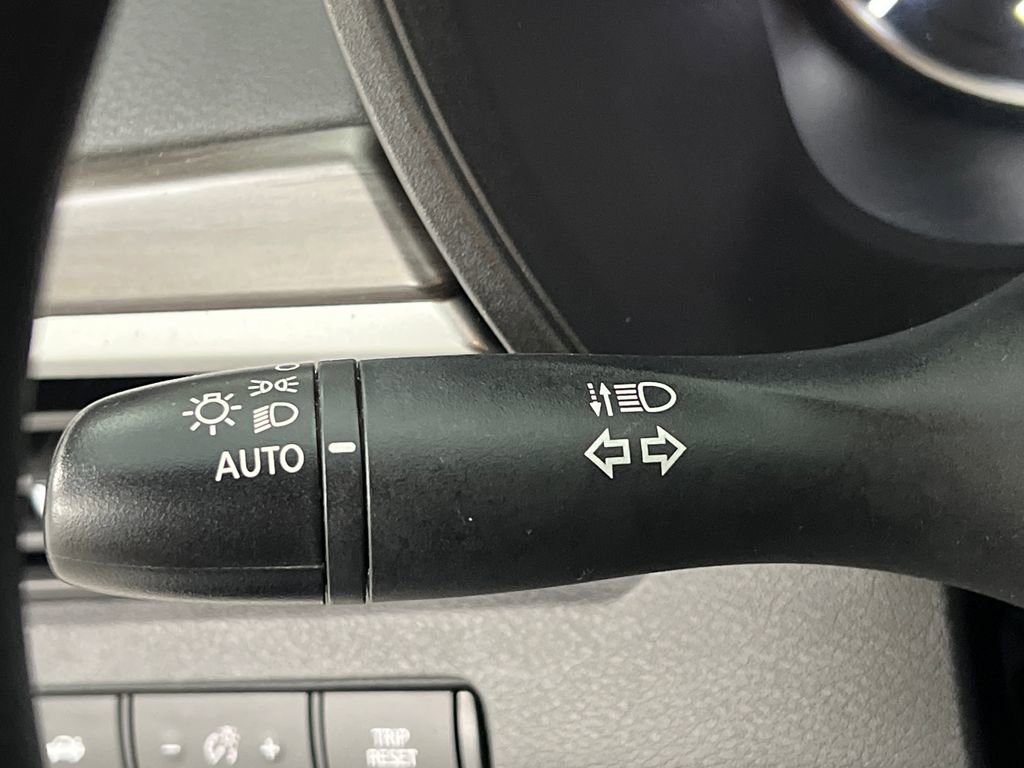 AUTO
- +
TRIP
RESET